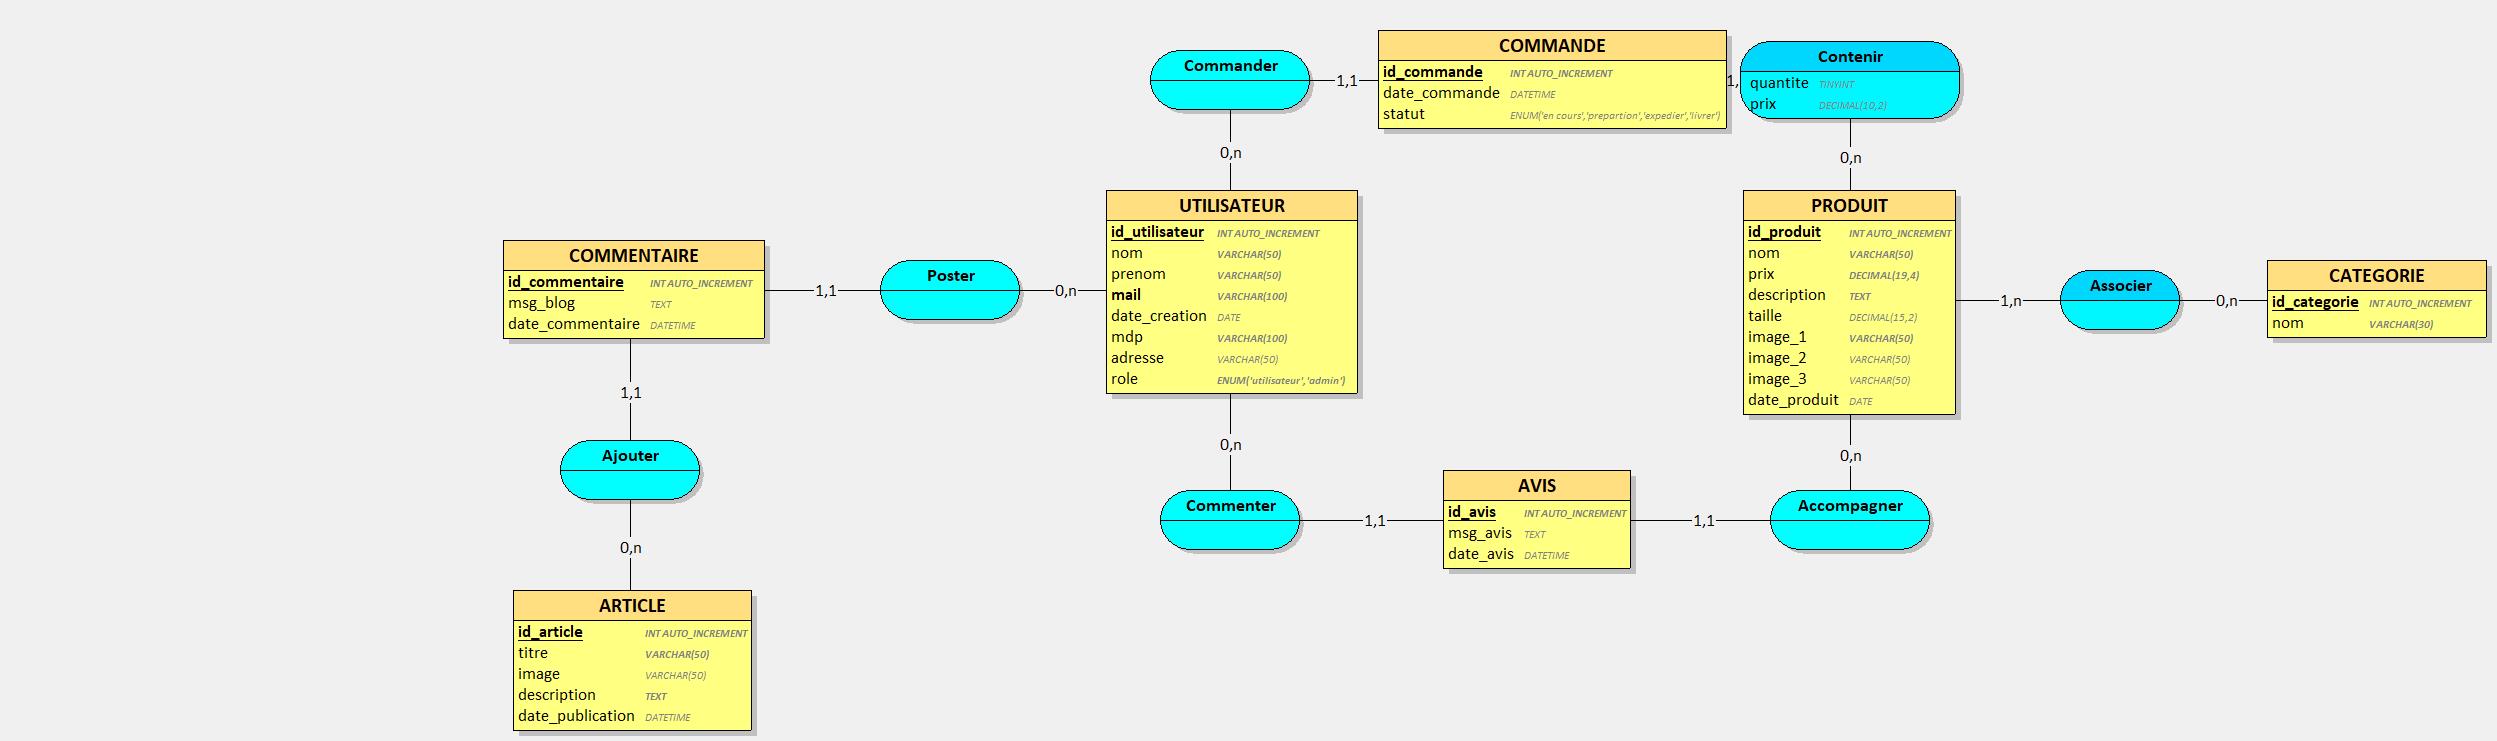 Commander
1,1
0,n
COMMANDE
id_commande INT AUTO_INCREMENT
date_commande DATETIME
statut ENUM('en cours','prepartion','expedier','livrer')
1,
Contenir
quantite TINYINT
prix DECIMAL(10,2)
0,n
UTILISATEUR
id_utilisateur INT AUTO_INCREMENT
nom VARCHAR(50)
prenom VARCHAR(50)
mail VARCHAR(100)
date_creation DATE
mdp VARCHAR(100)
adresse VARCHAR(50)
role ENUM('utilisateur','admin')
PRODUIT
id_produit INT AUTO_INCREMENT
nom VARCHAR(50)
prix DECIMAL(19,4)
description TEXT
taille DECIMAL(15,2)
image_1 VARCHAR(50)
image_2 VARCHAR(50)
image_3 VARCHAR(50)
date_produit DATE
COMMENTAIRE
id_commentaire INT AUTO_INCREMENT
msg_blog TEXT
date_commentaire DATETIME
1,1
Poster
0,n
1,n
Associer
0,n
CATEGORIE
id_categorie INT AUTO_INCREMENT
nom VARCHAR(30)
1,1
Ajouter
0,n
0,n
Commenter
1,1
AVIS
id_avis INT AUTO_INCREMENT
msg_avis TEXT
date_avis DATETIME
1,1
0,n
Accompagner
ARTICLE
id_article INT AUTO_INCREMENT
titre VARCHAR(50)
image VARCHAR(50)
description TEXT
date_publication DATETIME